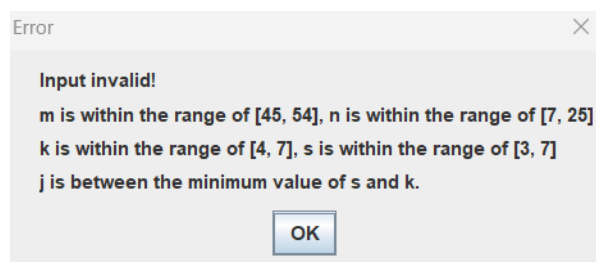 Error
Input invalid!
m is within the range of [45, 54], n is within the range of [7, 25]
k is within the range of [4, 7], s is within the range of [3, 7]
j is between the minimum value of s and k.
OK